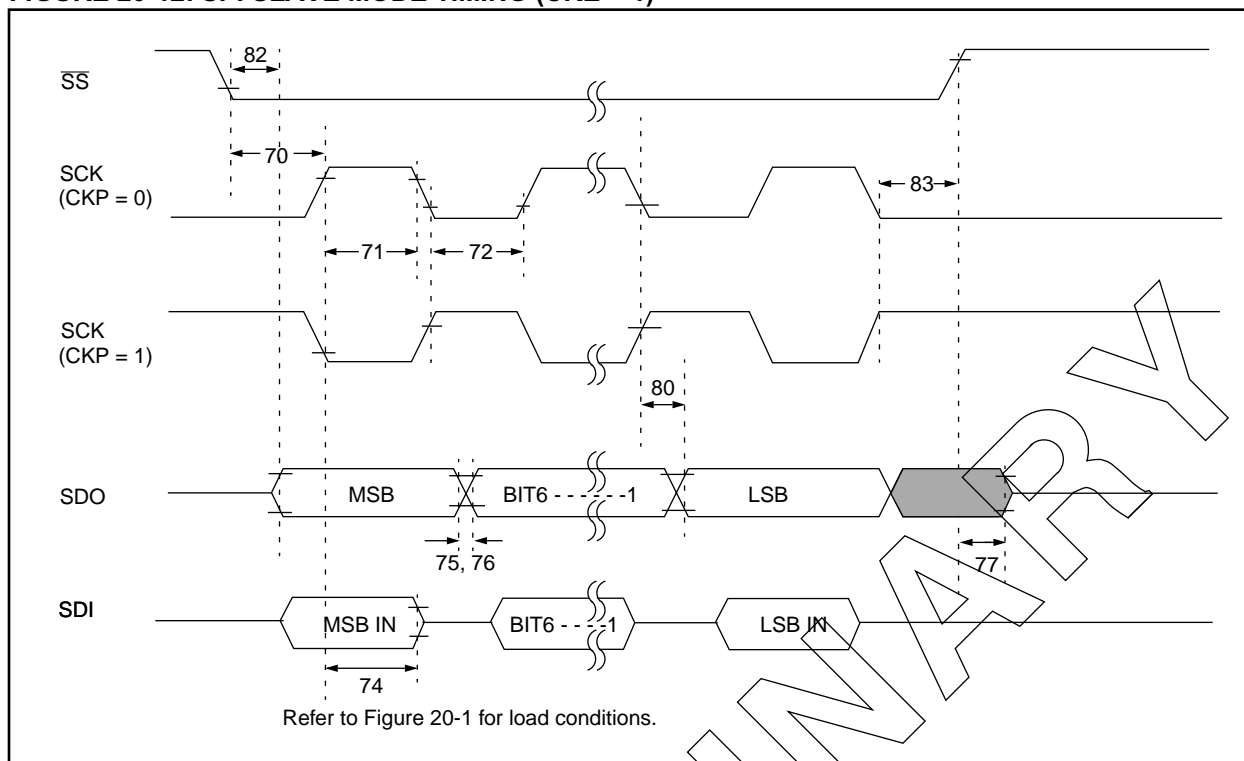 82
SS
70
SCK
(CKP = 0)
83
71
72
SCK
(CKP = 1)
80
SDO
MSB
BIT6 - - - - - -1
LSB
75, 76
77
SDI
MSB IN
BIT6 - - - -1
LSB IN
74
Refer to Figure 20-1 for load conditions.
NARY